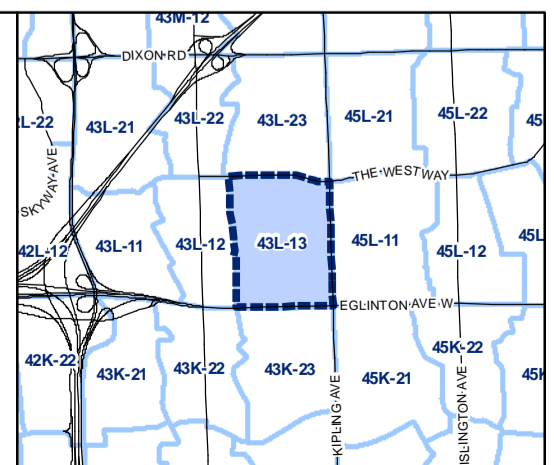 43M-12
DIXON RD
43L-22
45L-22
L-22
43L-23
45L-21
45
43L-21
SKYWAY AVE
THE WESTWAY
45L
42L-12
43L-11
43L-12
43L-13
45L-11
45L-12
EGLINTON AVE W
45K-22
42K-22
43K-21
43K-22
43K-23
45K-21
45K
KIPLING AVE
ISLINGTON AVE